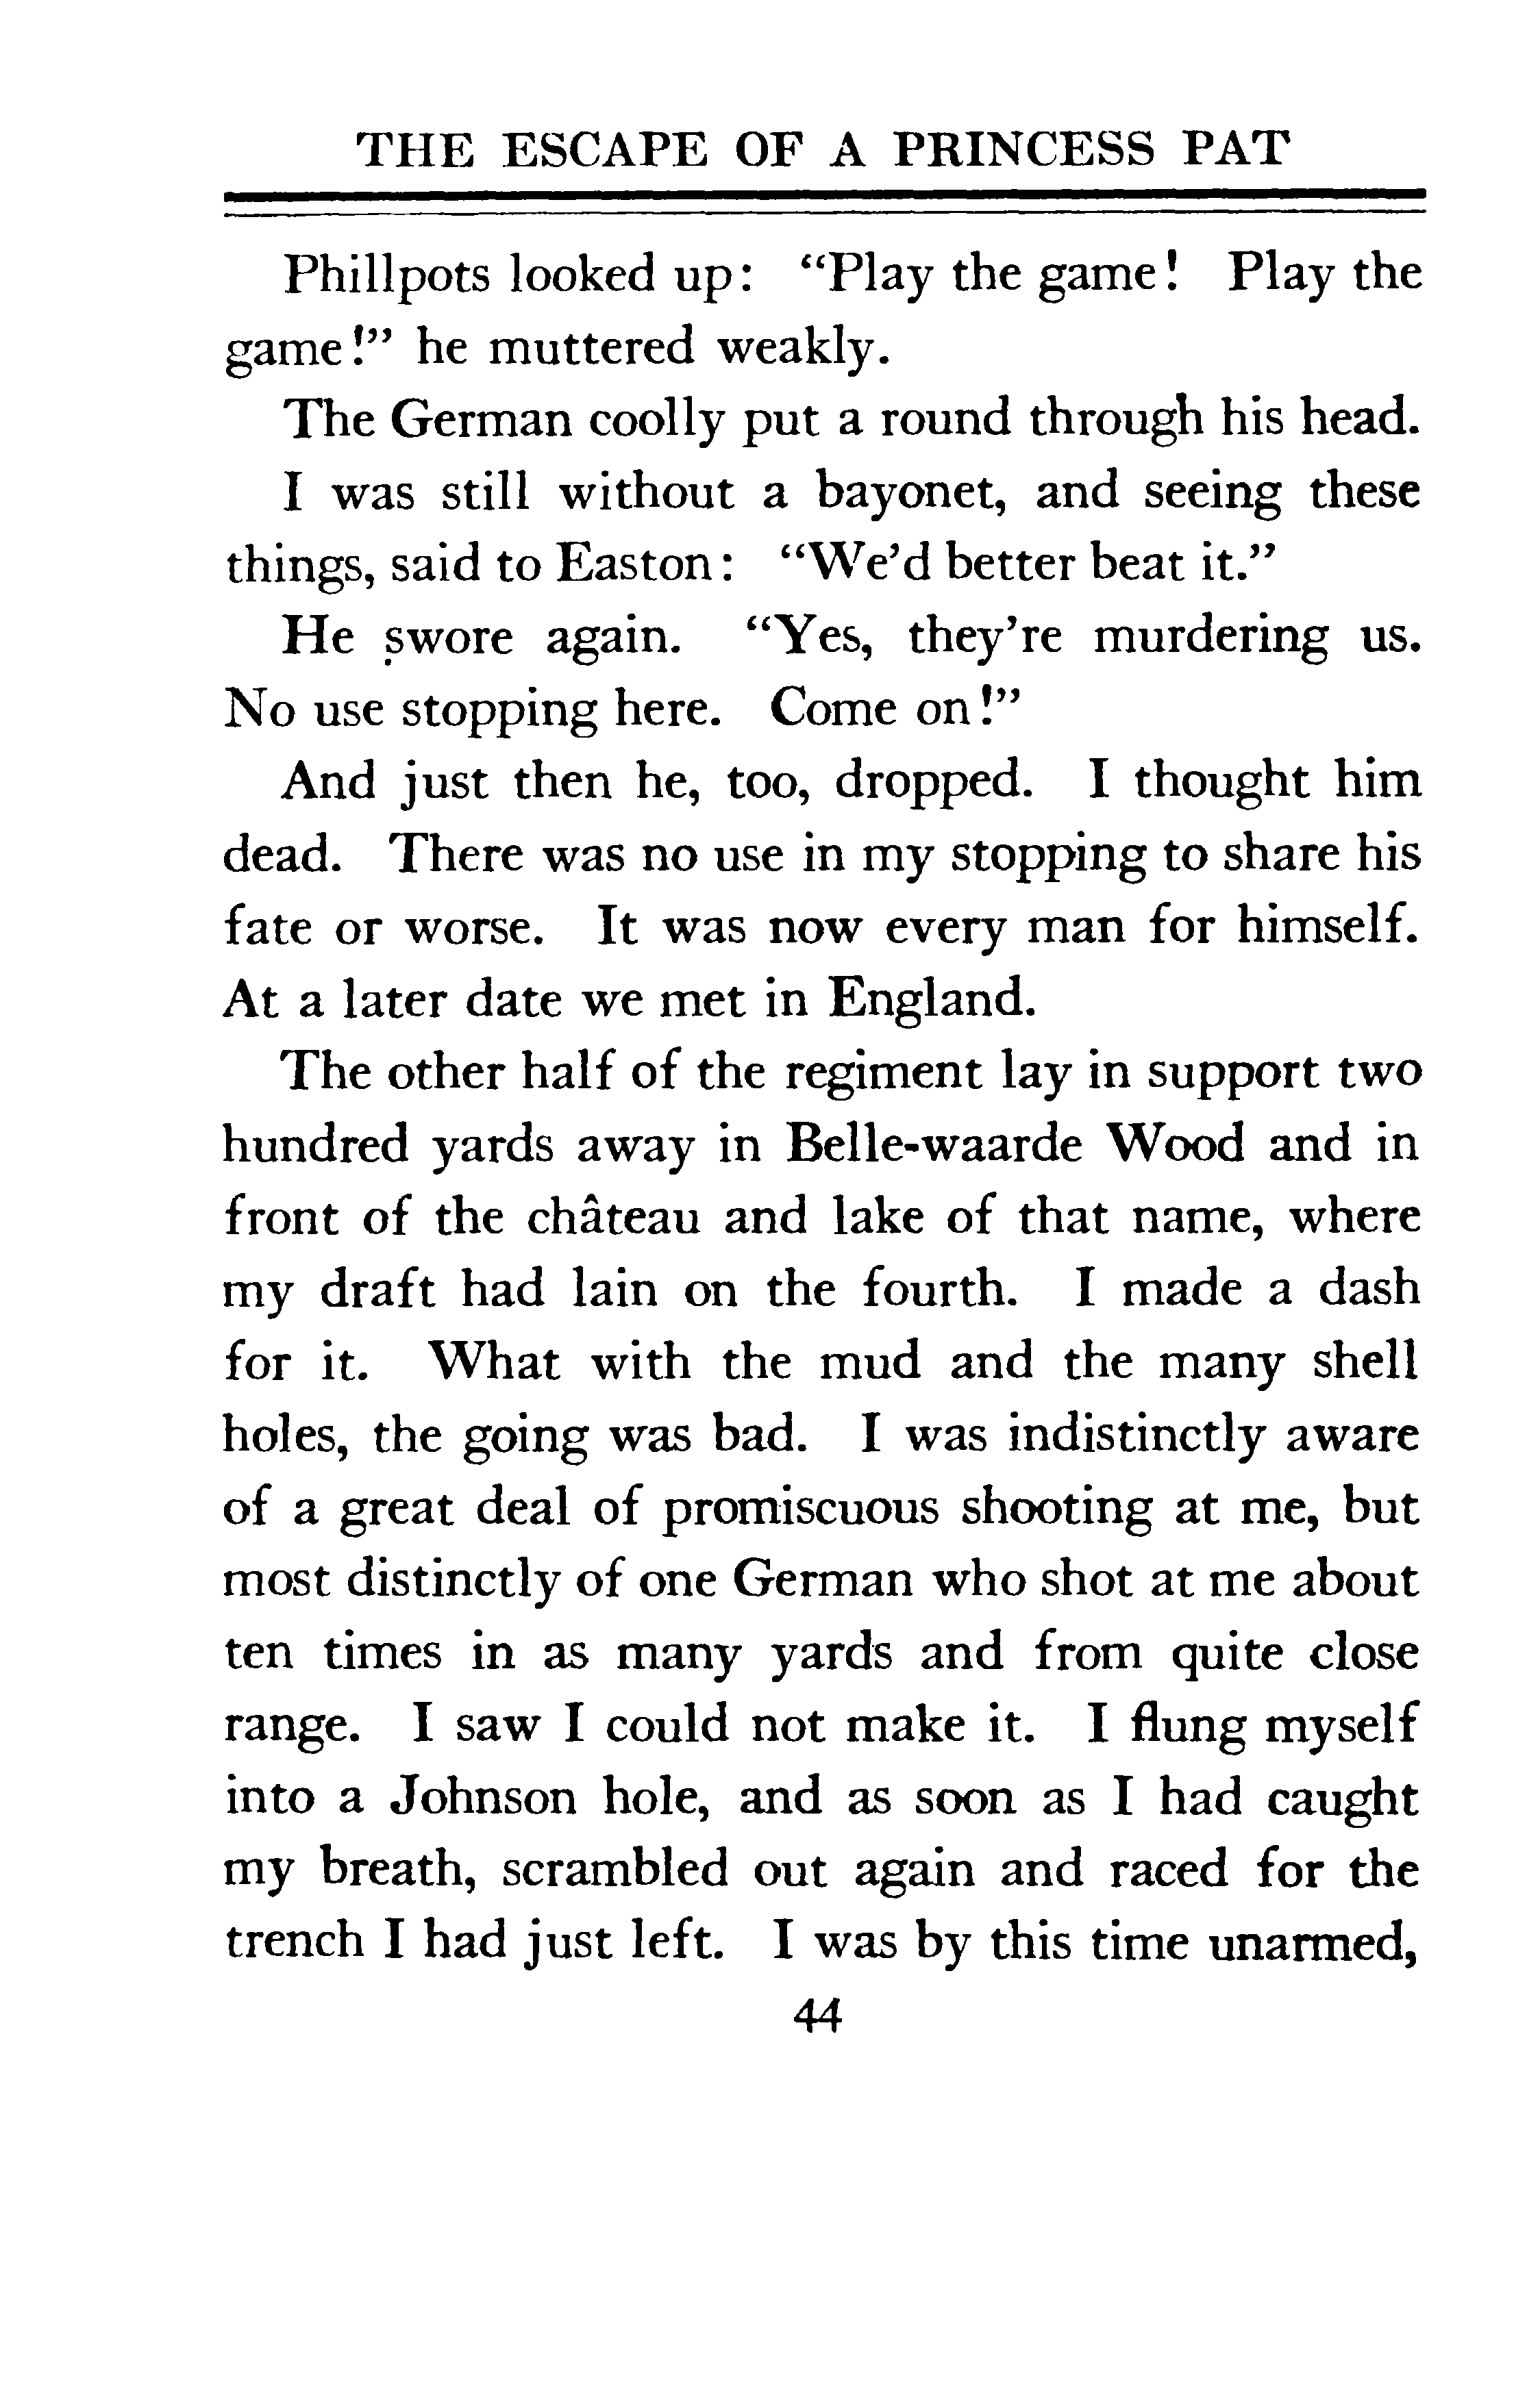 THE ESCAPE OF A PRINCESS PAT
Phillpots looked up: “Play the game! Play the
game!” he muttered weakly.
The German coolly put a round through his head.
I was still without a bayonet, and seeing these
things, said to Easton: “We’d better beat it.”
He swore again. “Yes, they’re murdering us.
No use stopping here. Come on!”
And just then he, too, dropped. I thought him
dead. There was no use in my stopping to share his
fate or worse. It was now every man for himself.
At a later date we met in England.
The other half of the regiment lay in support two
hundred yards away in Belle-waarde Wood and in
front of the château and lake of that name, where
my draft had lain on the fourth. I made a dash
for it. What with the mud and the many shell
holes, the going was bad. I was indistinctly aware
of a great deal of promiscuous shooting at me, but
most distinctly of one German who shot at me about
ten times in as many yards and from quite close
range. I saw I could not make it. I flung myself
into a Johnson hole, and as soon as I had caught
my breath, scrambled out again and raced for the
trench I had just left. I was by this time unarmed,
44